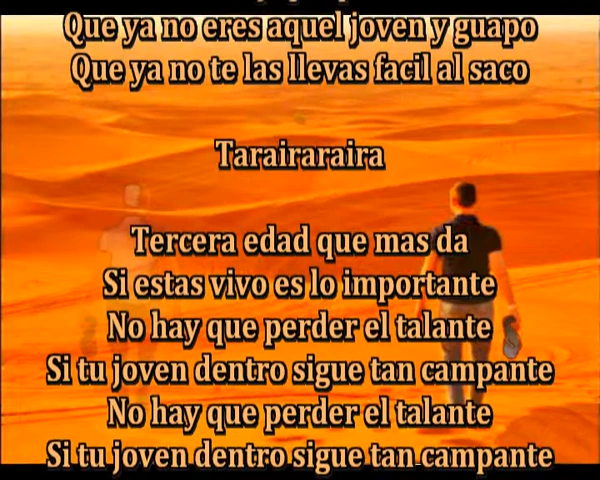 Que ya no eres aquel joven y guapo
Que ya no te las llevas facil al saco
Tarairaraira
Tercera edad que mas da
Si estas vivo es lo importante
No hay que perder el talante
Si tu joven dentro sigue tan campante
No hay que perder el talante
Si tu joven dentro sigue tan campante